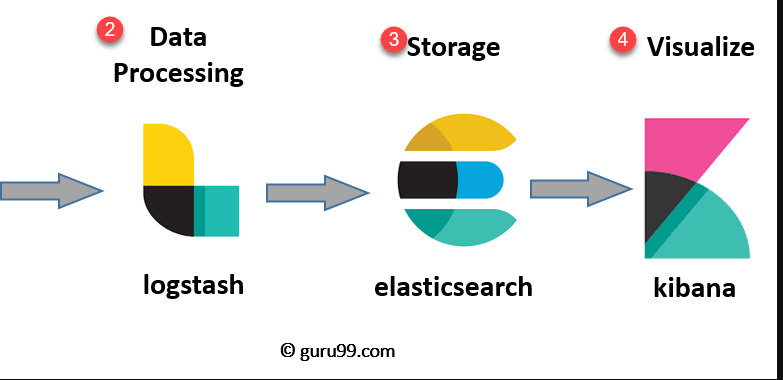 2
Data
Processing
3
Storage
4
Visualize
logstash
elasticsearch
kibana
© guru99.com